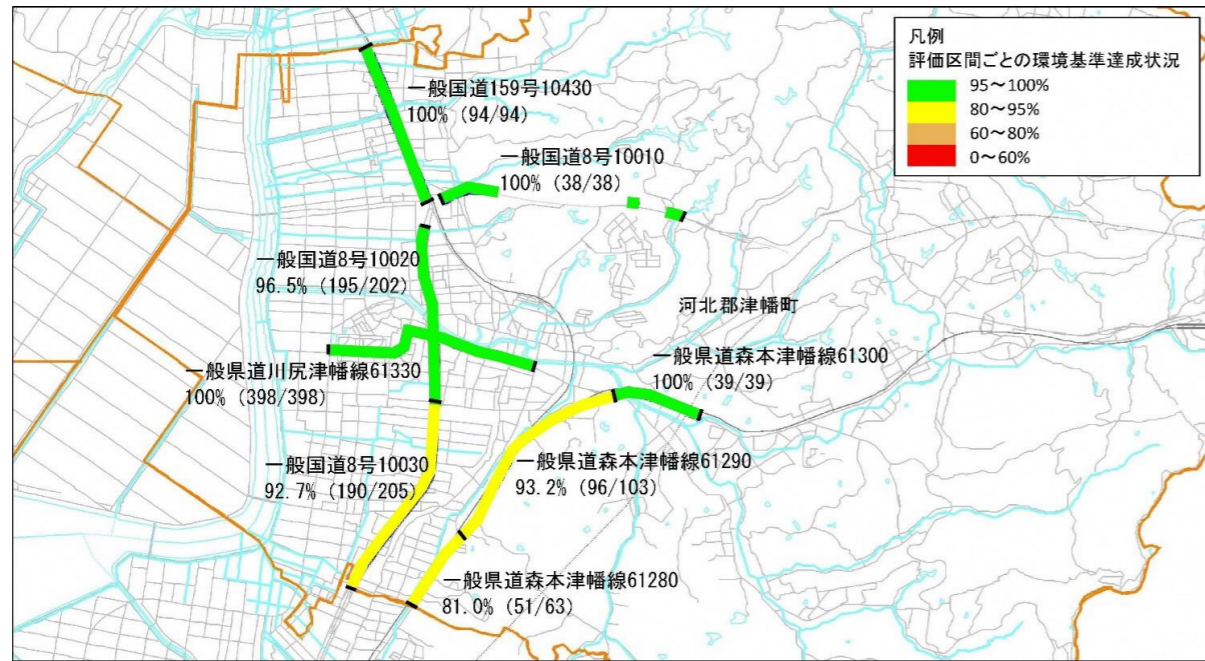 凡例
評価区間ごとの環境基準達成状況
95～100%
80～95%
60～80%
0～60%
一般国道159号10430
100% (94/94)
一般国道8号10010
100% (38/38)
一般国道8号10020
96.5% (195/202)
河北郡津幡町
一般県道川尻津幡線61330
100% (398/398)
一般県道森本津幡線61300
100% (39/39)
一般国道8号10030
92.7% (190/205)
一般県道森本津幡線61290
93.2% (96/103)
一般県道森本津幡線61280
81.0% (51/63)